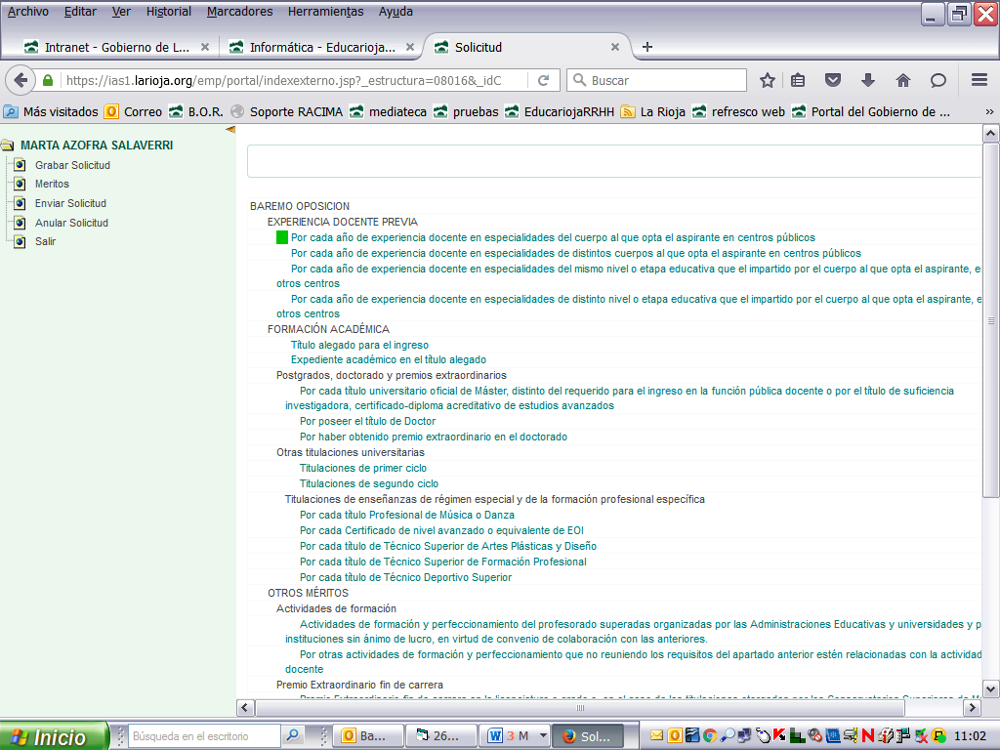 Archivo Editar Ver Historial Marcadores Herramientas Ayuda
Intranet - Gobierno de L... × Informática - Educarioja... × Solicitud × +
https://ias1.larioja.org/emp/portal/indexexterno.jsp?_estructura=08016&_idC
Buscar
Más visitados Correo B.O.R. Soporte RACIMA mediateca pruebas EducariojaRRHH La Rioja refresco web Portal del Gobierno de ... »
MARTA AZOFRA SALAVERRI
Grabar Solicitud
Meritos
Enviar Solicitud
Anular Solicitud
Salir
BAREMO OPOSICION
EXPERIENCIA DOCENTE PREVIA
Por cada año de experiencia docente en especialidades del cuerpo al que opta el aspirante en centros públicos
Por cada año de experiencia docente en especialidades de distintos cuerpos al que opta el aspirante en centros públicos
Por cada año de experiencia docente en especialidades del mismo nivel o etapa educativa que el impartido por el cuerpo al que opta el aspirante, e
otros centros
Por cada año de experiencia docente en especialidades de distinto nivel o etapa educativa que el impartido por el cuerpo al que opta el aspirante, e
otros centros
FORMACIÓN ACADÉMICA
Título alegado para el ingreso
Expediente académico en el título alegado
Postgrados, doctorado y premios extraordinarios
Por cada título universitario oficial de Máster, distinto del requerido para el ingreso en la función pública docente o por el título de suficiencia
investigadora, certificado-diploma acreditativo de estudios avanzados
Por poseer el título de Doctor
Por haber obtenido premio extraordinario en el doctorado
Otras titulaciones universitarias
Titulaciones de primer ciclo
Titulaciones de segundo ciclo
Titulaciones de enseñanzas de régimen especial y de la formación profesional específica
Por cada título Profesional de Música o Danza
Por cada Certificado de nivel avanzado o equivalente de EOI
Por cada título de Técnico Superior de Artes Plásticas y Diseño
Por cada título de Técnico Superior de Formación Profesional
Por cada título de Técnico Deportivo Superior
OTROS MÉRITOS
Actividades de formación
Actividades de formación y perfeccionamiento del profesorado superadas organizadas por las Administraciones Educativas y universidades y p
instituciones sin ánimo de lucro, en virtud de convenio de colaboración con las anteriores.
Por otras actividades de formación y perfeccionamiento que no reuniendo los requisitos del apartado anterior estén relacionadas con la actividad
docente
Premio Extraordinario fin de carrera
Inicio Búsqueda en el escritorio Ba... 26... 3 M Sol... 11:02